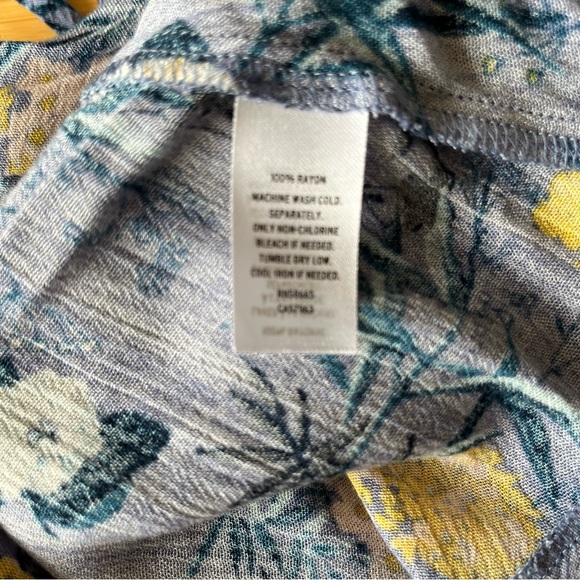 100% RAYON
MACHINE WASH COLD.
SEPARATELY.
ONLY NON-CHLORINE
BLEACH IF NEEDED.
TUMBLE DRY LOW.
COOL IRON IF NEEDED.